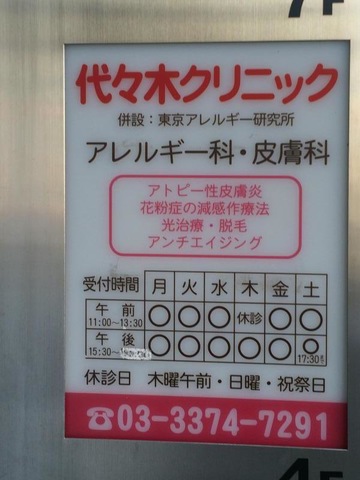 7F
代々木クリニック
併設：東京アレルギー研究所
アレルギー科・皮膚科
アトピー性皮膚炎
花粉症の減感作療法
光治療・脱毛
アンチエイジング
受付時間 月 火 水 木 金 土
午前 11:00〜13:30 ○ ○ ○ 休診 ○ ○
午後 15:30〜 ○ ○ ○ ○ ○ ○ 17:30まで
休診日 木曜午前・日曜・祝祭日
☎03-3374-7291